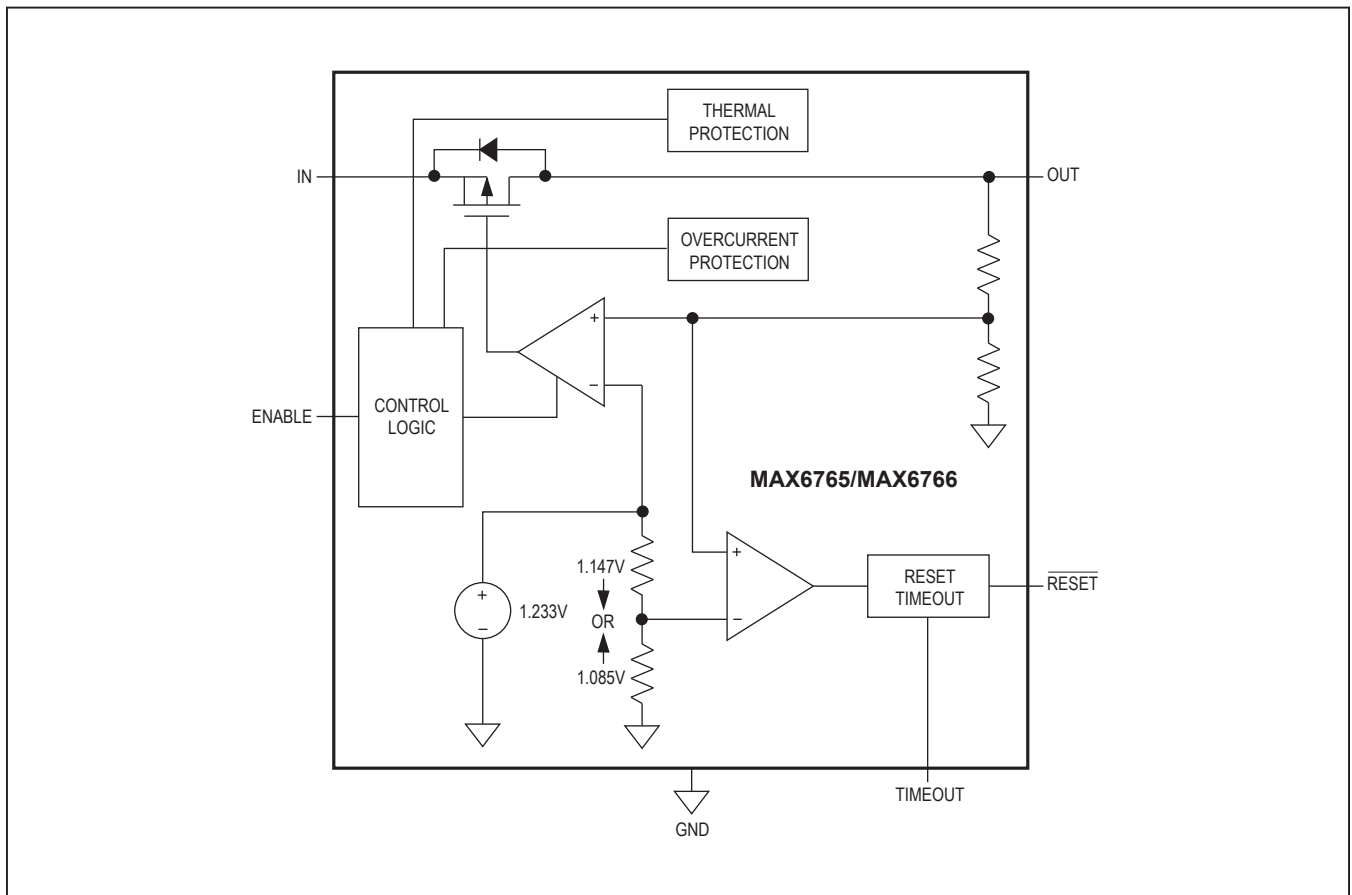 THERMAL
PROTECTION
IN
OUT
OVERCURRENT
PROTECTION
+
−
ENABLE
CONTROL
LOGIC
MAX6765/MAX6766
1.147V
+
RESET
TIMEOUT
RESET
+
−
1.233V
OR
−
1.085V
TIMEOUT
GND